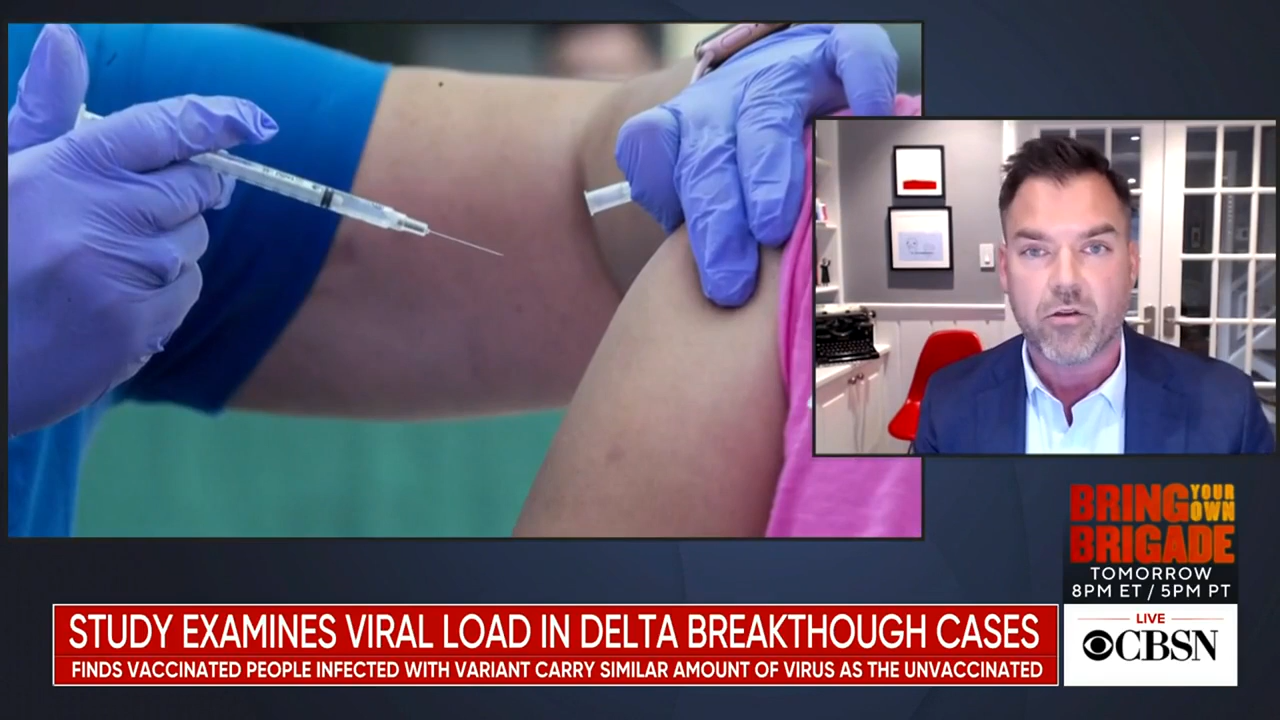 BRING YOUR OWN BRIGADE
TOMORROW
8PM ET / 5PM PT
STUDY EXAMINES VIRAL LOAD IN DELTA BREAKTHOUGH CASES
FINDS VACCINATED PEOPLE INFECTED WITH VARIANT CARRY SIMILAR AMOUNT OF VIRUS AS THE UNVACCINATED
LIVE
CBSN